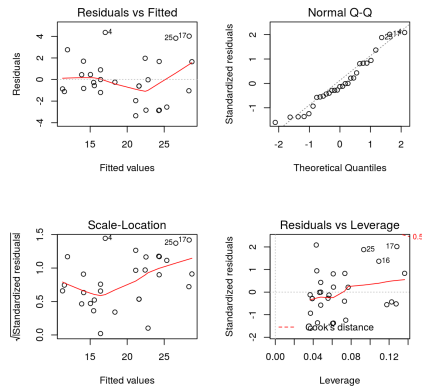 Residuals vs Fitted
Residuals
-4 -2 0 2 4
4
25 17
15 20 25
Fitted values
Normal Q-Q
Standardized residuals
-1 0 1 2
25 17 4
-2 -1 0 1 2
Theoretical Quantiles
Scale-Location
√|Standardized residuals|
0.0 0.5 1.0 1.5
4
25 17
15 20 25
Fitted values
Residuals vs Leverage
Standardized residuals
-2 -1 0 1 2
25
17
16
0.5
Cook's distance
0.00 0.04 0.08 0.12
Leverage